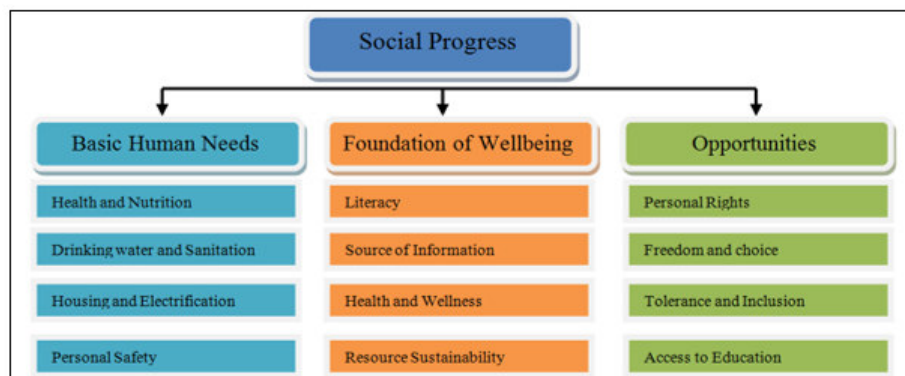 Social Progress
Basic Human Needs
Foundation of Wellbeing
Opportunities
Health and Nutrition
Literacy
Personal Rights
Drinking water and Sanitation
Source of Information
Freedom and choice
Housing and Electrification
Health and Wellness
Tolerance and Inclusion
Personal Safety
Resource Sustainability
Access to Education